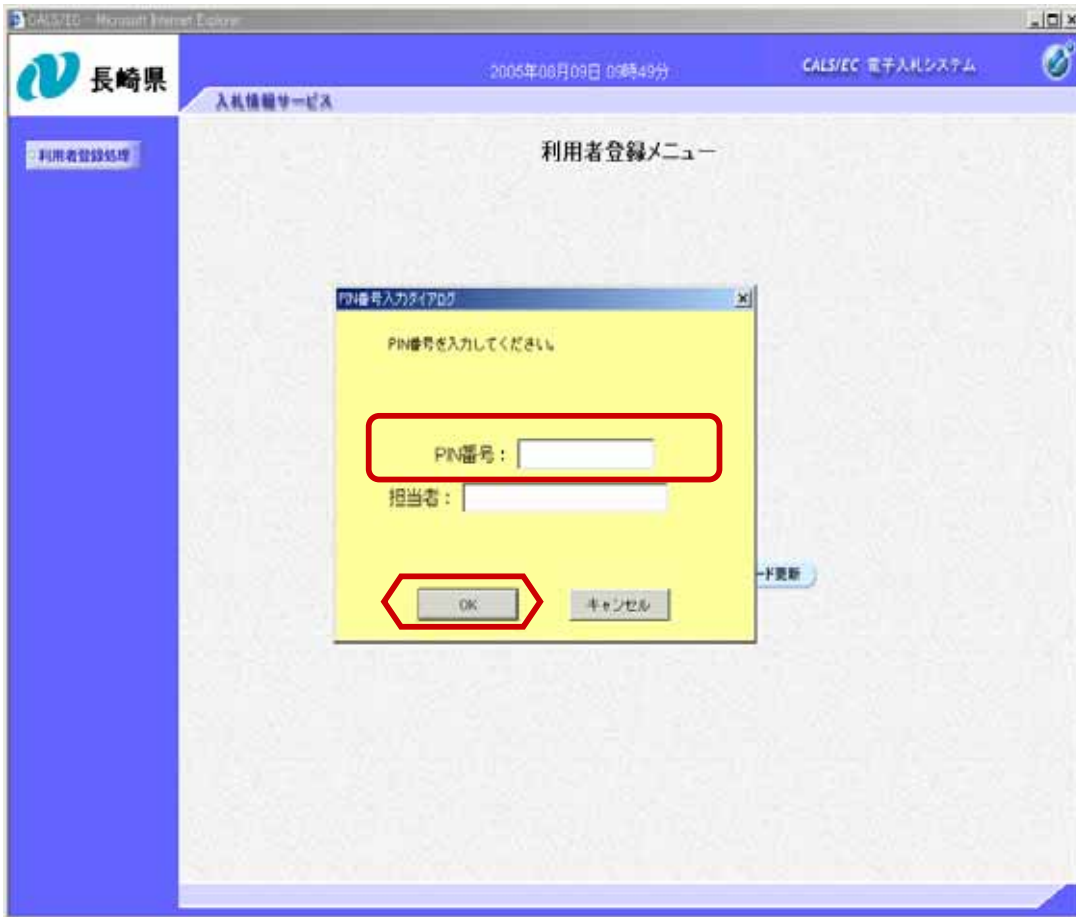 CALS/EC - Microsoft Internet Explorer
長崎県
2005年08月09日 09時49分
CALS/EC 電子入札システム
入札情報サービス
利用者登録処理
利用者登録メニュー
PIN番号入力ダイアログ
PIN番号を入力してください。
PIN番号：
担当者：
ード更新
OK
キャンセル